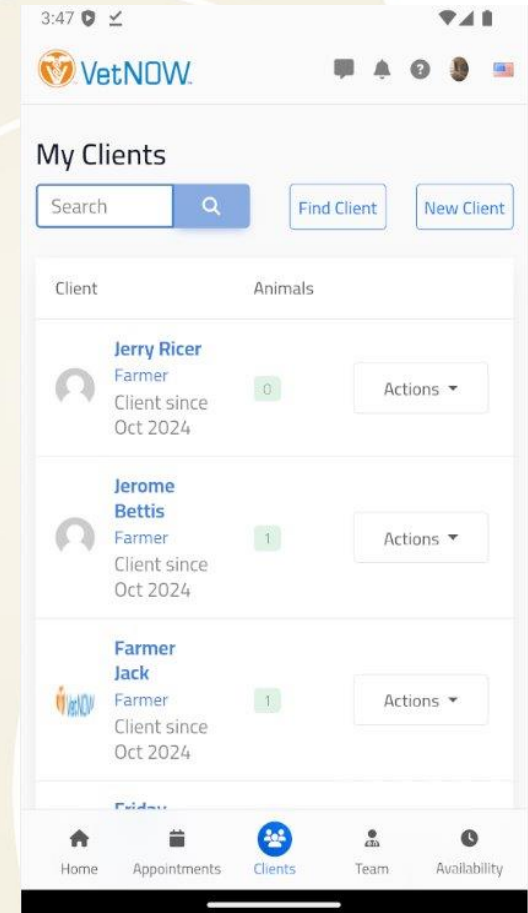 3:47
VetNOW
My Clients
Search
Find Client
New Client
Client Animals
Jerry Ricer
Farmer
Client since
Oct 2024
0
Actions
Jerome
Bettis
Farmer
Client since
Oct 2024
1
Actions
VetNOW
Farmer
Jack
Farmer
Client since
Oct 2024
1
Actions
Friday
Home Appointments Clients Team Availability